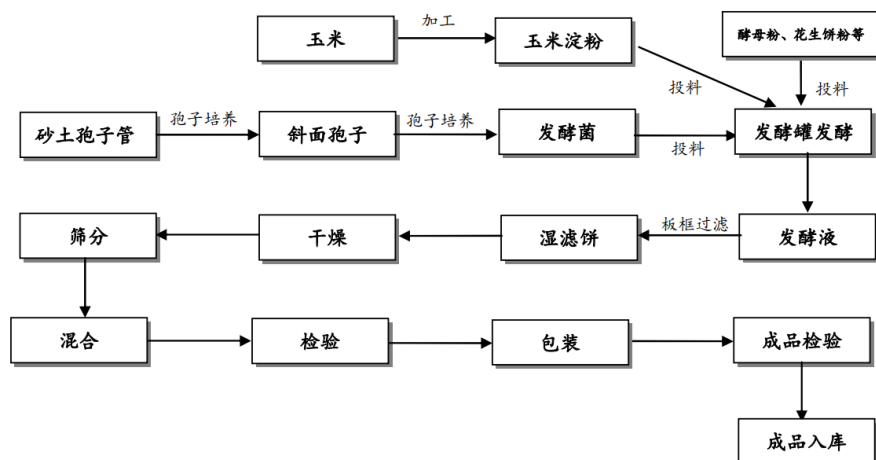 玉米
加工
玉米淀粉
酵母粉、花生饼粉等
投料
投料
砂土孢子管
孢子培养
斜面孢子
孢子培养
发酵菌
投料
发酵罐发酵
筛分
干燥
湿滤饼
板框过滤
发酵液
混合
检验
包装
成品检验
成品入库